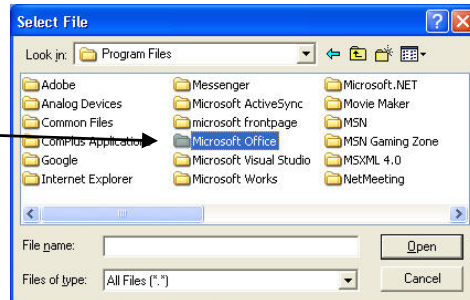 Select File
Look in: Program Files
Adobe
Analog Devices
Common Files
ComPlus Applications
Google
Internet Explorer
Messenger
Microsoft ActiveSync
microsoft frontpage
Microsoft Office
Microsoft Visual Studio
Microsoft Works
Microsoft.NET
Movie Maker
MSN
MSN Gaming Zone
MSXML 4.0
NetMeeting
File name:
Open
Files of type: All Files (*.*)
Cancel